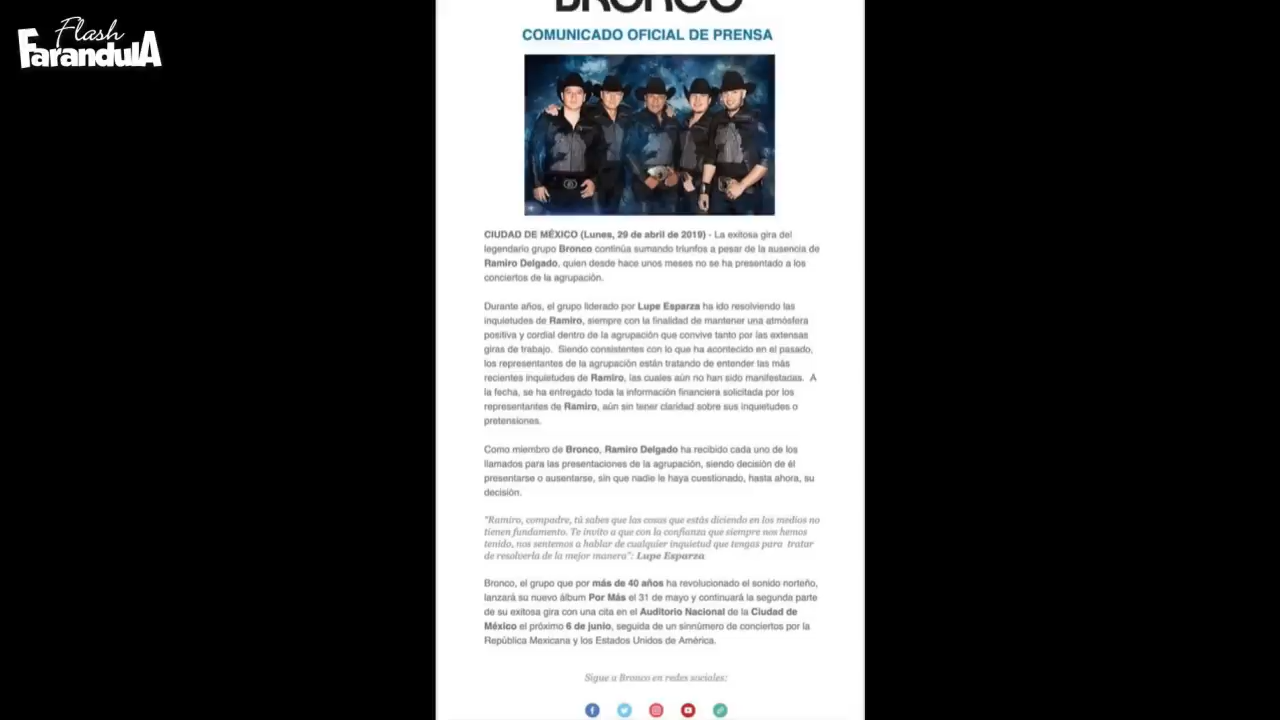 Flash
FarándulA
BRONCO
COMUNICADO OFICIAL DE PRENSA
CIUDAD DE MÉXICO (Lunes, 29 de abril de 2019) - La exitosa gira del
legendario grupo Bronco continúa sumando triunfos a pesar de la ausencia de
Ramiro Delgado, quien desde hace unos meses no se ha presentado a los
conciertos de la agrupación.
Durante años, el grupo liderado por Lupe Esparza ha ido resolviendo las
inquietudes de Ramiro, siempre con la finalidad de mantener una atmósfera
positiva y cordial dentro de la agrupación que convive tanto por las extensas
giras de trabajo. Siendo consistentes con lo que ha acontecido en el pasado,
los representantes de la agrupación están tratando de entender las más
recientes inquietudes de Ramiro, las cuales aún no han sido manifestadas. A
la fecha, se ha entregado toda la información financiera solicitada por los
representantes de Ramiro, aún sin tener claridad sobre sus inquietudes o
pretensiones.
Como miembro de Bronco, Ramiro Delgado ha recibido cada uno de los
llamados para las presentaciones de la agrupación, siendo decisión de él
presentarse o ausentarse, sin que nadie le haya cuestionado, hasta ahora, su
decisión.
"Ramiro, compadre, tú sabes que las cosas que estás diciendo en los medios no
tienen fundamento. Te invito a que con la confianza que siempre nos hemos
tenido, nos sentemos a hablar de cualquier inquietud que tengas para tratar
de resolverla de la mejor manera": Lupe Esparza
Bronco, el grupo que por más de 40 años ha revolucionado el sonido norteño,
lanzará su nuevo álbum Por Más el 31 de mayo y continuará la segunda parte
de su exitosa gira con una cita en el Auditorio Nacional de la Ciudad de
México el próximo 6 de junio, seguida de un sinnúmero de conciertos por la
República Mexicana y los Estados Unidos de América.
Sigue a Bronco en redes sociales: